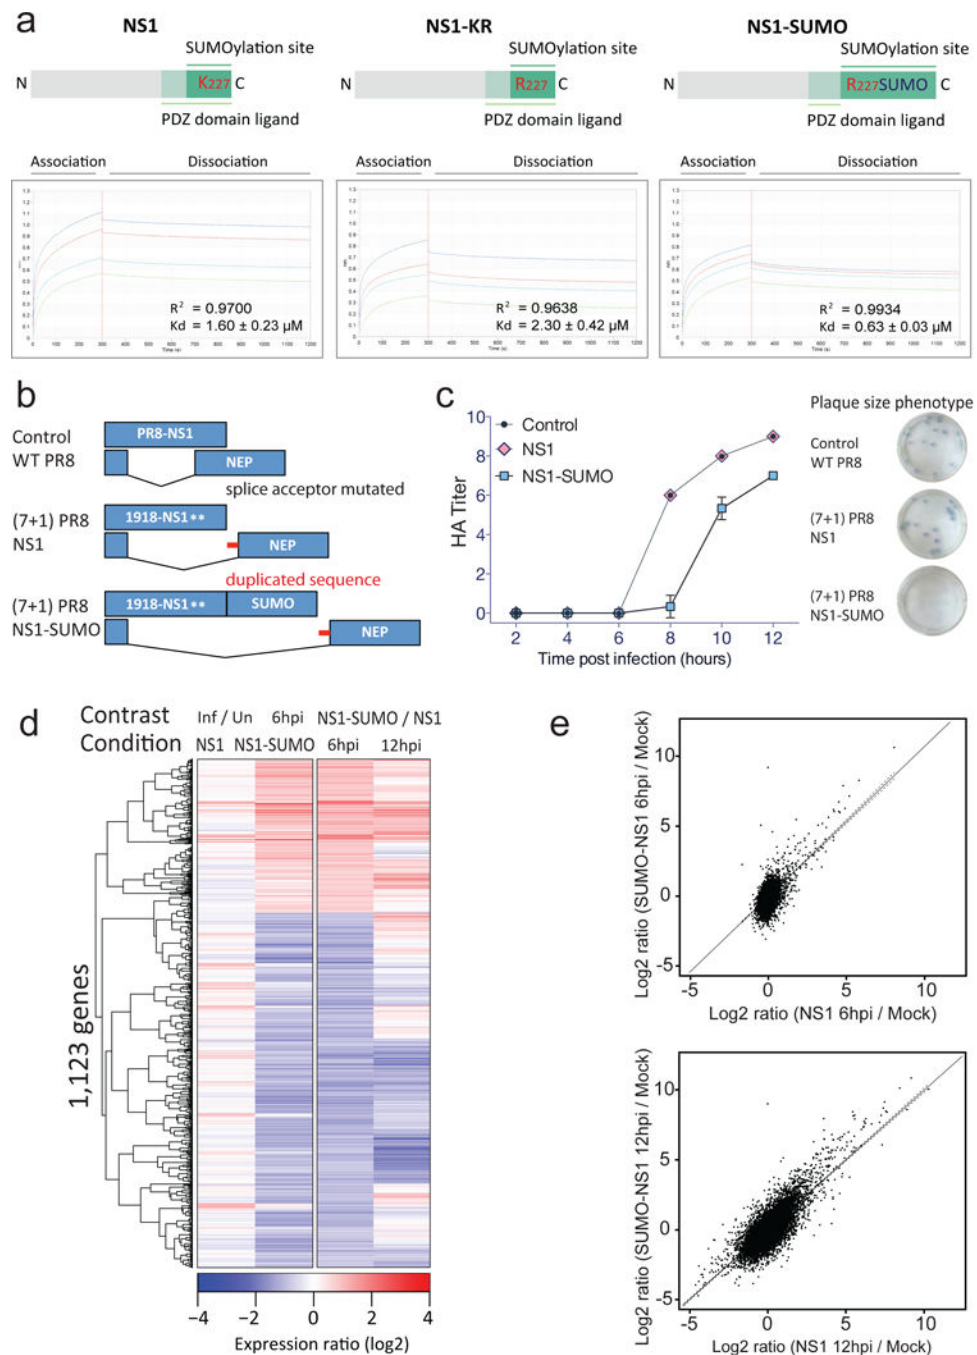 a
NS1
NS1-KR
NS1-SUMO
SUMOylation site
SUMOylation site
SUMOylation site
N K227 C
N R227 C
N R227SUMO C
PDZ domain ligand
PDZ domain ligand
PDZ domain ligand
Association Dissociation
Association Dissociation
Association Dissociation
R² = 0.9700
Kd = 1.60 ± 0.23 µM
R² = 0.9638
Kd = 2.30 ± 0.42 µM
R² = 0.9934
Kd = 0.63 ± 0.03 µM
Time (s)
Time (s)
Time (s)
b
Control
WT PR8
PR8-NS1
NEP
splice acceptor mutated
(7+1) PR8
NS1
1918-NS1**
NEP
duplicated sequence
(7+1) PR8
NS1-SUMO
1918-NS1** SUMO
NEP
c
HA Titer
10
8
6
4
2
0
2 4 6 8 10 12
Time post infection (hours)
Control
NS1
NS1-SUMO
Plaque size phenotype
Control
WT PR8
(7+1) PR8
NS1
(7+1) PR8
NS1-SUMO
d
Contrast Inf / Un 6hpi NS1-SUMO / NS1
Condition NS1 NS1-SUMO 6hpi 12hpi
1,123 genes
−4 −2 0 2 4
Expression ratio (log2)
e
Log2 ratio (SUMO-NS1 6hpi / Mock)
10
5
0
-5
-5 0 5 10
Log2 ratio (NS1 6hpi / Mock)
Log2 ratio (SUMO-NS1 12hpi / Mock)
10
5
0
-5
-5 0 5 10
Log2 ratio (NS1 12hpi / Mock)